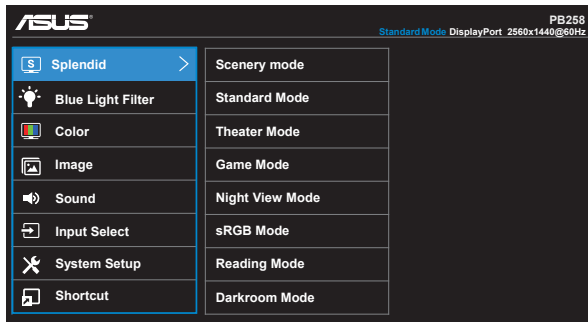 ASUS
PB258
Standard Mode DisplayPort 2560x1440@60Hz
S Splendid
Blue Light Filter
Color
Image
Sound
Input Select
System Setup
Shortcut
Scenery mode
Standard Mode
Theater Mode
Game Mode
Night View Mode
sRGB Mode
Reading Mode
Darkroom Mode